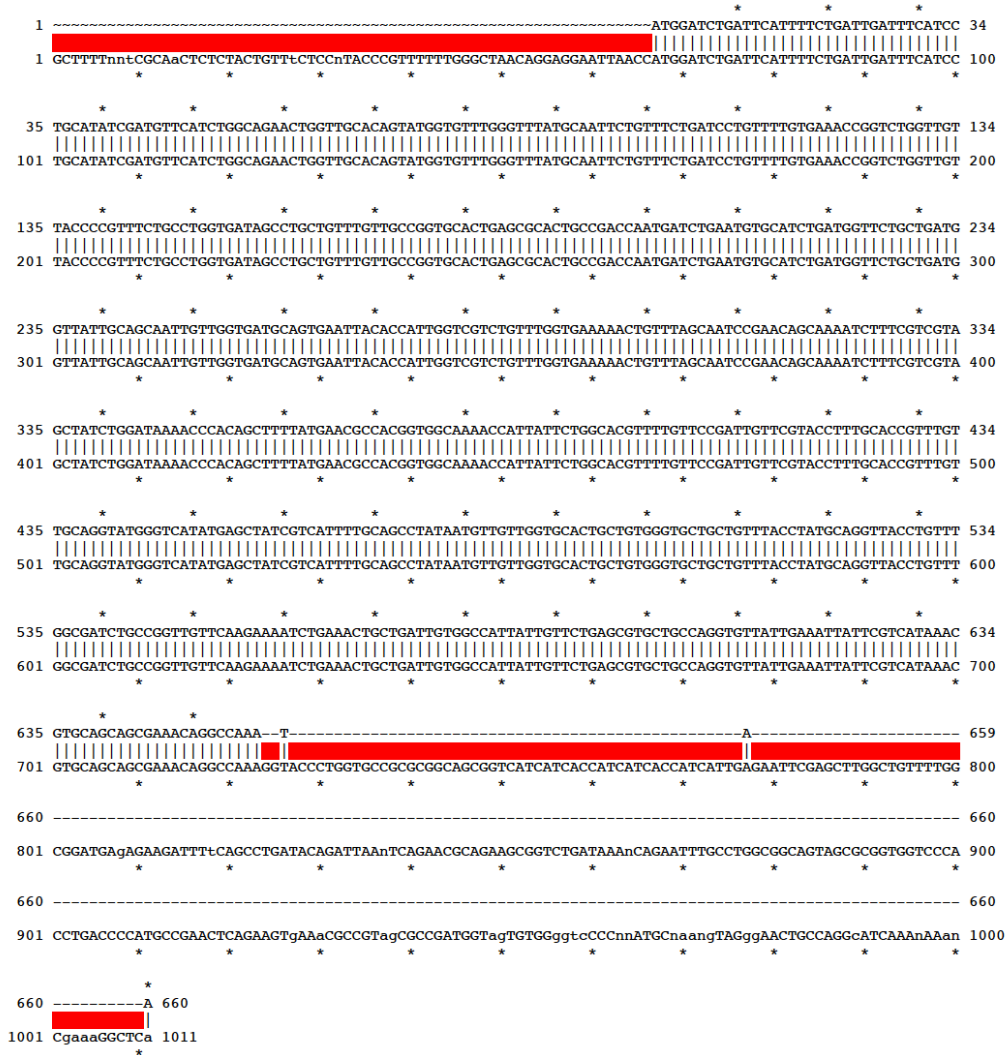 1 ~~~~~~~~~~~~~~~~~~~~~~~~~~~~~~~~~~~~~~~~~~~~~~~~~~~~~~~~~~~~~~~~~~ATGGATCTGATTCATTTTCTGATTGATTTCATCC 34
1 GCTTTTnntCGCAaCTCTCTACTGTTtCTCCnTACCCGTTTTTTGGGCTAACAGGAGGAATTAACCATGGATCTGATTCATTTTCTGATTGATTTCATCC 100
35 TGCATATCGATGTTCATCTGGCAGAACTGGTTGCACAGTATGGTGTTTGGGTTTATGCAATTCTGTTTCTGATCCTGTTTTGTGAAACCGGTCTGGTTGT 134
101 TGCATATCGATGTTCATCTGGCAGAACTGGTTGCACAGTATGGTGTTTGGGTTTATGCAATTCTGTTTCTGATCCTGTTTTGTGAAACCGGTCTGGTTGT 200
135 TACCCCGTTTCTGCCTGGTGATAGCCTGCTGTTTGTTGCCGGTGCACTGAGCGCACTGCCGACCAATGATCTGAATGTGCATCTGATGGTTCTGCTGATG 234
201 TACCCCGTTTCTGCCTGGTGATAGCCTGCTGTTTGTTGCCGGTGCACTGAGCGCACTGCCGACCAATGATCTGAATGTGCATCTGATGGTTCTGCTGATG 300
235 GTTATTGCAGCAATTGTTGGTGATGCAGTGAATTACACCATTGGTCGTCTGTTTGGTGAAAAACTGTTTAGCAATCCGAACAGCAAAATCTTTCGTCGTA 334
301 GTTATTGCAGCAATTGTTGGTGATGCAGTGAATTACACCATTGGTCGTCTGTTTGGTGAAAAACTGTTTAGCAATCCGAACAGCAAAATCTTTCGTCGTA 400
335 GCTATCTGGATAAAACCCACAGCTTTTATGAACGCCACGGTGGCAAAACCATTATTCTGGCACGTTTTGTTCCGATTGTTCGTACCTTTGCACCGTTTGT 434
401 GCTATCTGGATAAAACCCACAGCTTTTATGAACGCCACGGTGGCAAAACCATTATTCTGGCACGTTTTGTTCCGATTGTTCGTACCTTTGCACCGTTTGT 500
435 TGCAGGTATGGGTCATATGAGCTATCGTCATTTTGCAGCCTATAATGTTGTTGGTGCACTGCTGTGGGTGCTGCTGTTTACCTATGCAGGTTACCTGTTT 534
501 TGCAGGTATGGGTCATATGAGCTATCGTCATTTTGCAGCCTATAATGTTGTTGGTGCACTGCTGTGGGTGCTGCTGTTTACCTATGCAGGTTACCTGTTT 600
535 GGCGATCTGCCGGTTGTTCAAGAAAATCTGAAACTGCTGATTGTGGCCATTATTGTTCTGAGCGTGCTGCCAGGTGTTATTGAAATTATTCGTCATAAAC 634
601 GGCGATCTGCCGGTTGTTCAAGAAAATCTGAAACTGCTGATTGTGGCCATTATTGTTCTGAGCGTGCTGCCAGGTGTTATTGAAATTATTCGTCATAAAC 700
635 GTGCAGCAGCGAAACAGGCCAAA--T--------------------------------------------------A----------------------- 659
701 GTGCAGCAGCGAAACAGGCCAAAGGTACCCTGGTGCCGCGCGGCAGCGGTCATCATCACCATCATCACCATCATTGAGAATTCGAGCTTGGCTGTTTTGG 800
660 ---------------------------------------------------------------------------------------------------- 660
801 CGGATGAgAGAAGATTTtCAGCCTGATACAGATTAAnTCAGAACGCAGAAGCGGTCTGATAAAnCAGAATTTGCCTGGCGGCAGTAGCGCGGTGGTCCCA 900
660 ---------------------------------------------------------------------------------------------------- 660
901 CCTGACCCCATGCCGAACTCAGAAGTgAAaCGCCGTagCGCCGATGGTagTGTGGggtcCCCnnATGCnaangTAGggAACTGCCAGGcATCAAAnAAan 1000
660 ----------A 660
1001 CgaaaGGCTCa 1011